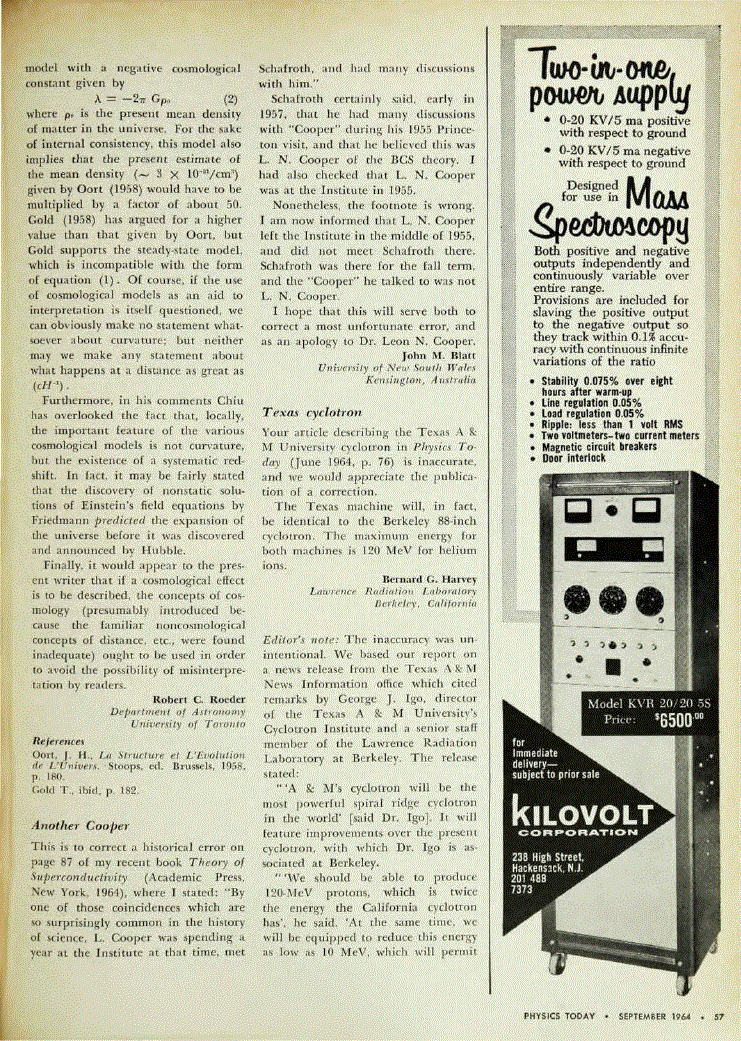 model with a negative cosmological
constant given by
λ = −2π Gρ₀ (2)
where ρ₀ is the present mean density
of matter in the universe. For the sake
of internal consistency, this model also
implies that the present estimate of
the mean density (~ 3 × 10⁻³¹/cm³)
given by Oort (1958) would have to be
multiplied by a factor of about 50.
Gold (1958) has argued for a higher
value than that given by Oort, but
Gold supports the steady-state model,
which is incompatible with the form
of equation (1). Of course, if the use
of cosmological models as an aid to
interpretation is itself questioned, we
can obviously make no statement what-
soever about curvature; but neither
may we make any statement about
what happens at a distance as great as
(cH⁻¹).
Furthermore, in his comments Chiu
has overlooked the fact that, locally,
the important feature of the various
cosmological models is not curvature,
but the existence of a systematic red-
shift. In fact, it may be fairly stated
that the discovery of nonstatic solu-
tions of Einstein's field equations by
Friedmann predicted the expansion of
the universe before it was discovered
and announced by Hubble.
Finally, it would appear to the pres-
ent writer that if a cosmological effect
is to be described, the concepts of cos-
mology (presumably introduced be-
cause the familiar noncosmological
concepts of distance, etc., were found
inadequate) ought to be used in order
to avoid the possibility of misinterpre-
tation by readers.
Robert C. Roeder
Department of Astronomy
University of Toronto
References
Oort, J. H., La Structure et L'Evolution
de L'Univers. Stoops, ed. Brussels, 1958,
p. 180.
Gold T., ibid, p. 182.
Another Cooper
This is to correct a historical error on
page 87 of my recent book Theory of
Superconductivity (Academic Press,
New York, 1964), where I stated: "By
one of those coincidences which are
so surprisingly common in the history
of science, L. Cooper was spending a
year at the Institute at that time, met
Schafroth, and had many discussions
with him."
Schafroth certainly said, early in
1957, that he had many discussions
with "Cooper" during his 1955 Prince-
ton visit, and that he believed this was
L. N. Cooper of the BCS theory. I
had also checked that L. N. Cooper
was at the Institute in 1955.
Nonetheless, the footnote is wrong.
I am now informed that L. N. Cooper
left the Institute in the middle of 1955,
and did not meet Schafroth there.
Schafroth was there for the fall term,
and the "Cooper" he talked to was not
L. N. Cooper.
I hope that this will serve both to
correct a most unfortunate error, and
as an apology to Dr. Leon N. Cooper.
John M. Blatt
University of New South Wales
Kensington, Australia
Texas cyclotron
Your article describing the Texas A &
M University cyclotron in Physics To-
day (June 1964, p. 76) is inaccurate,
and we would appreciate the publica-
tion of a correction.
The Texas machine will, in fact,
be identical to the Berkeley 88-inch
cyclotron. The maximum energy for
both machines is 120 MeV for helium
ions.
Bernard G. Harvey
Lawrence Radiation Laboratory
Berkeley, California
Editor's note: The inaccuracy was un-
intentional. We based our report on
a news release from the Texas A & M
News Information office which cited
remarks by George J. Igo, director
of the Texas A & M University's
Cyclotron Institute and a senior staff
member of the Lawrence Radiation
Laboratory at Berkeley. The release
stated:
"'A & M's cyclotron will be the
most powerful spiral ridge cyclotron
in the world' [said Dr. Igo]. It will
feature improvements over the present
cyclotron, with which Dr. Igo is as-
sociated at Berkeley.
"'We should be able to produce
120-MeV protons, which is twice
the energy the California cyclotron
has', he said. 'At the same time, we
will be equipped to reduce this energy
as low as 10 MeV, which will permit
Two-in-one
power supply
• 0-20 KV/5 ma positive
with respect to ground
• 0-20 KV/5 ma negative
with respect to ground
Designed
for use in Mass
Spectroscopy
Both positive and negative
outputs independently and
continuously variable over
entire range.
Provisions are included for
slaving the positive output
to the negative output so
they track within 0.1% accu-
racy with continuous infinite
variations of the ratio
• Stability 0.075% over eight
hours after warm-up
• Line regulation 0.05%
• Load regulation 0.05%
• Ripple: less than 1 volt RMS
• Two voltmeters—two current meters
• Magnetic circuit breakers
• Door interlock
Model KVR 20/20 5S
Price: $6500.00
for
Immediate
delivery—
subject to prior sale
KILOVOLT
CORPORATION
238 High Street,
Hackensack, N.J.
201 488
7373
PHYSICS TODAY • SEPTEMBER 1964 • 57